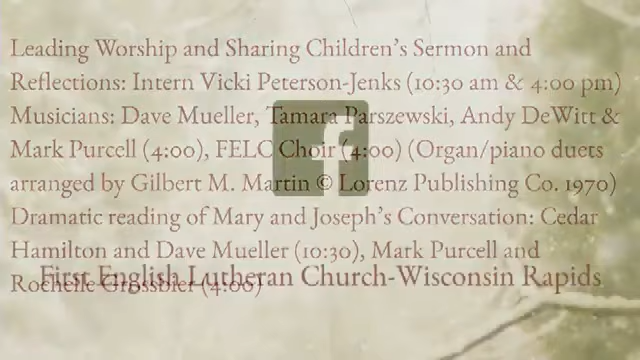 Leading Worship and Sharing Children's Sermon and
Reflections: Intern Vicki Peterson-Jenks (10:30 am & 4:00 pm)
Musicians: Dave Mueller, Tamara Parszewski, Andy DeWitt &
Mark Purcell (4:00), FELC Choir (4:00) (Organ/piano duets
arranged by Gilbert M. Martin © Lorenz Publishing Co. 1970)
Dramatic reading of Mary and Joseph's Conversation: Cedar
Hamilton and Dave Mueller (10:30), Mark Purcell and
Rochelle Grossbier (4:00)
First English Lutheran Church-Wisconsin Rapids